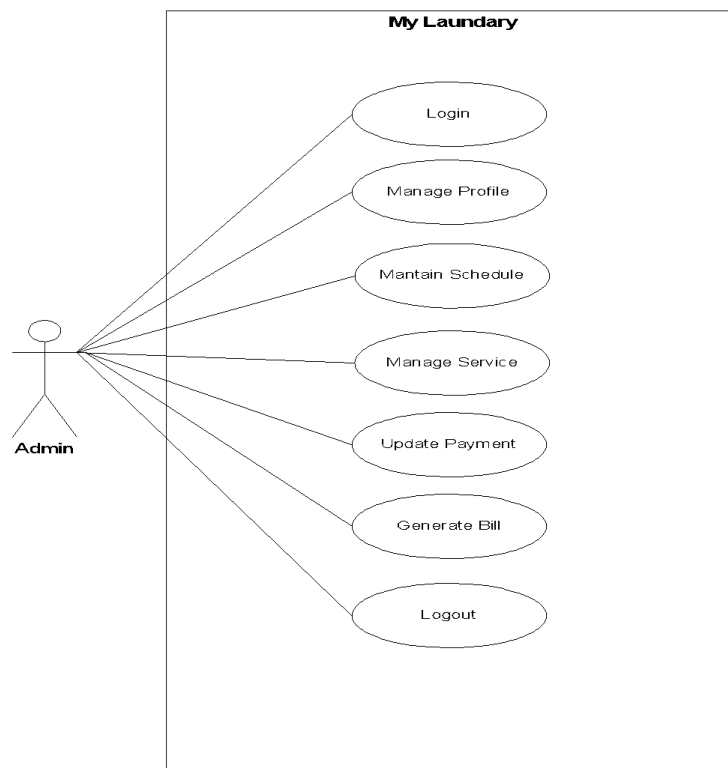 My Laundary
Login
Manage Profile
Mantain Schedule
Manage Service
Update Payment
Generate Bill
Logout
Admin